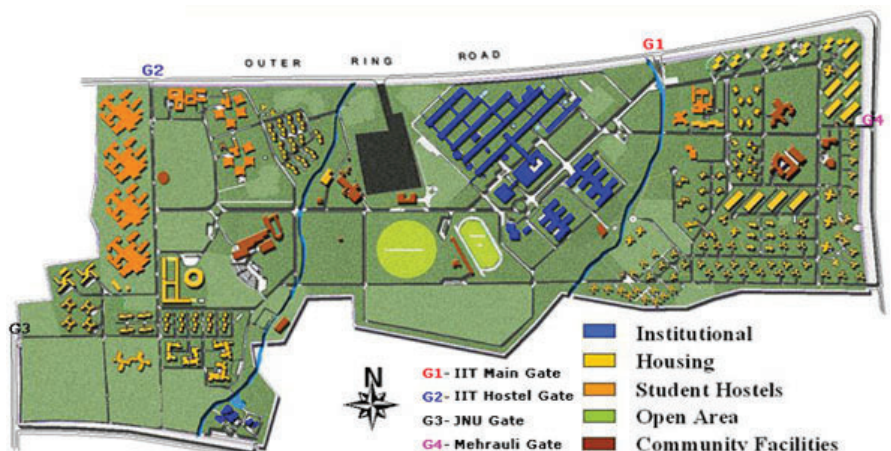 G1
OUTER RING ROAD
G2
G4
G3
N
G1- IIT Main Gate
G2- IIT Hostel Gate
G3-JNU Gate
G4- Mehrauli Gate
Institutional
Housing
Student Hostels
Open Area
Community Facilities